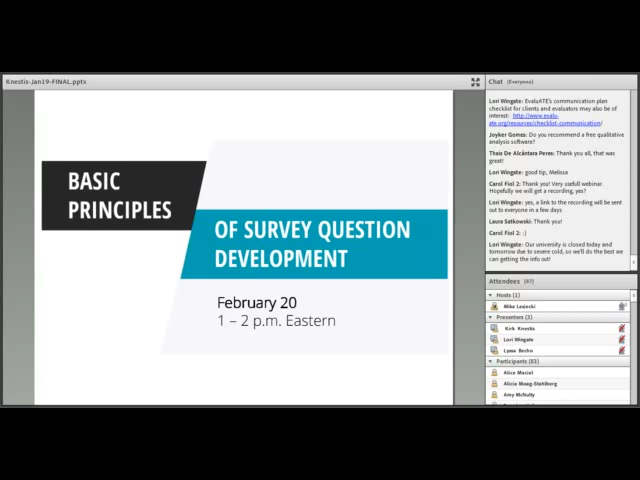 Knestis-Jan19-FINAL.pptx
BASIC
PRINCIPLES
OF SURVEY QUESTION
DEVELOPMENT
February 20
1 – 2 p.m. Eastern
Chat (Everyone)
Lori Wingate: EvaluATE's communication plan
checklist for clients and evaluators may also be of
interest: http://www.evalu-
ate.org/resources/checklist-communication/
Joyker Gomes: Do you recommend a free qualitative
analysis software?
Thais De Alcântara Peres: Thank you all, that was
great!
Lori Wingate: good tip, Melissa
Carol Fiol 2: Thank you! Very usefull webinar.
Hopefully we will get a recording, yes?
Lori Wingate: yes, a link to the recording will be sent
out to everyone in a few days
Laura Satkowski: Thank you!
Carol Fiol 2: :)
Lori Wingate: Our university is closed today and
tomorrow due to severe cold, so we'll do the best we
can getting the info out!
Attendees (87)
Hosts (1)
Mike Lesiecki
Presenters (3)
Kirk Knestis
Lori Wingate
Lyssa Becho
Participants (83)
Alice Maciel
Alicia Moag-Stahlberg
Amy McNulty